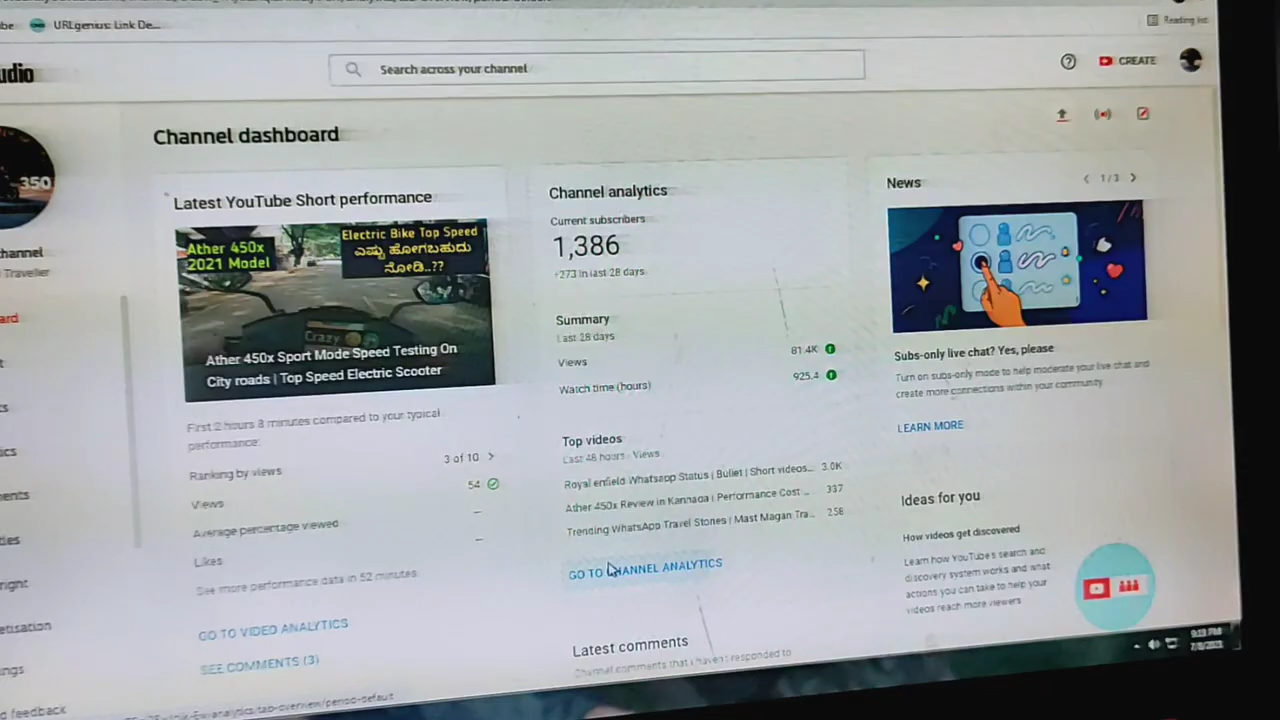 URLgenius: Link De...
Reading list
Search across your channel
CREATE
350
Channel dashboard
Latest YouTube Short performance
Ather 450x
2021 Model
Electric Bike Top Speed
ಎಷ್ಟು ಹೋಗಬಹುದು
ನೋಡಿ..??
Crazy
Ather 450x Sport Mode Speed Testing On
City roads | Top Speed Electric Scooter
First 2 hours 8 minutes compared to your typical
performance:
Ranking by views 3 of 10
Views 54
Average percentage viewed —
Likes —
See more performance data in 52 minutes
GO TO VIDEO ANALYTICS
SEE COMMENTS (3)
Channel analytics
Current subscribers
1,386
+273 in last 28 days
Summary
Last 28 days
Views 81.4K
Watch time (hours) 925.4
Top videos
Last 48 hours · Views
Royal enfield Whatsapp Status | Bullet | Short videos... 3.0K
Ather 450x Review in Kannada | Performance Cost ... 337
Trending WhatsApp Travel Stories | Mast Magan Tra... 258
GO TO CHANNEL ANALYTICS
Latest comments
Channel comments that I haven't responded to
News
1/3
Subs-only live chat? Yes, please
Turn on subs-only mode to help moderate your live chat and
create more connections within your community.
LEARN MORE
Ideas for you
How videos get discovered
Learn how YouTube's search and
discovery system works and what
actions you can take to help your
videos reach more viewers
Traveller
feedback